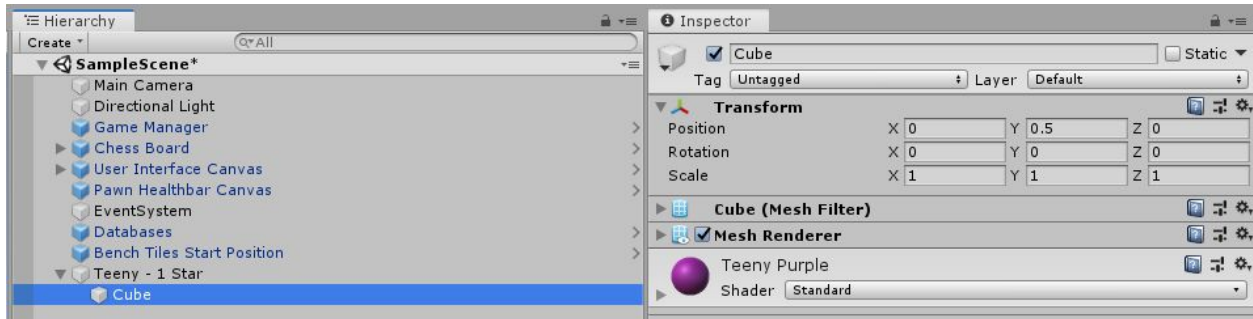 Hierarchy
Create
All
SampleScene*
Main Camera
Directional Light
Game Manager
Chess Board
User Interface Canvas
Pawn Healthbar Canvas
EventSystem
Databases
Bench Tiles Start Position
Teeny - 1 Star
Cube
Inspector
Cube Static
Tag Untagged Layer Default
Transform
Position X 0 Y 0.5 Z 0
Rotation X 0 Y 0 Z 0
Scale X 1 Y 1 Z 1
Cube (Mesh Filter)
Mesh Renderer
Teeny Purple
Shader Standard